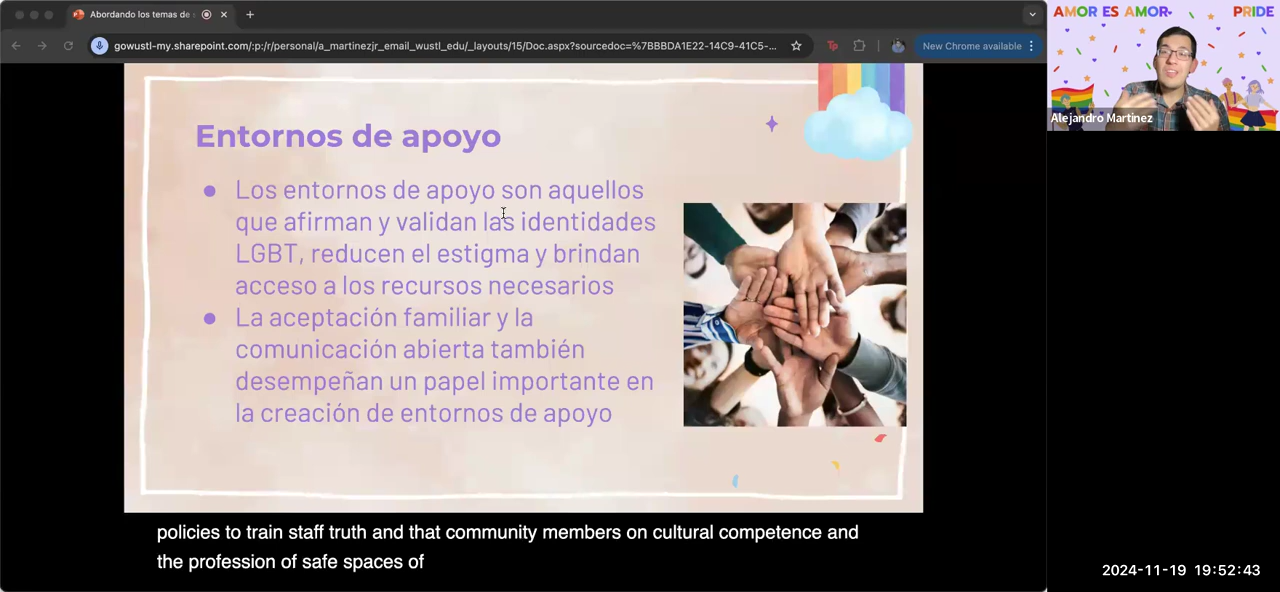 Abordando los temas de
gowustl-my.sharepoint.com/:p:/r/personal/a_martinezjr_email_wustl_edu/_layouts/15/Doc.aspx?sourcedoc=%7BBBDA1E22-14C9-41C5-...
New Chrome available
AMOR ES AMOR
PRIDE
Alejandro Martinez
Entornos de apoyo
● Los entornos de apoyo son aquellos
que afirman y validan las identidades
LGBT, reducen el estigma y brindan
acceso a los recursos necesarios
● La aceptación familiar y la
comunicación abierta también
desempeñan un papel importante en
la creación de entornos de apoyo
policies to train staff truth and that community members on cultural competence and
the profession of safe spaces of
2024-11-19 19:52:43